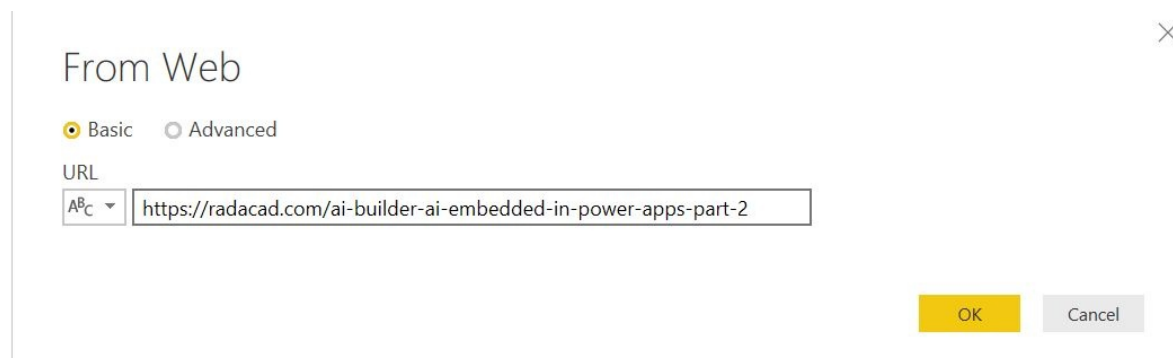 From Web
Basic Advanced
URL
ABC https://radacad.com/ai-builder-ai-embedded-in-power-apps-part-2
OK Cancel